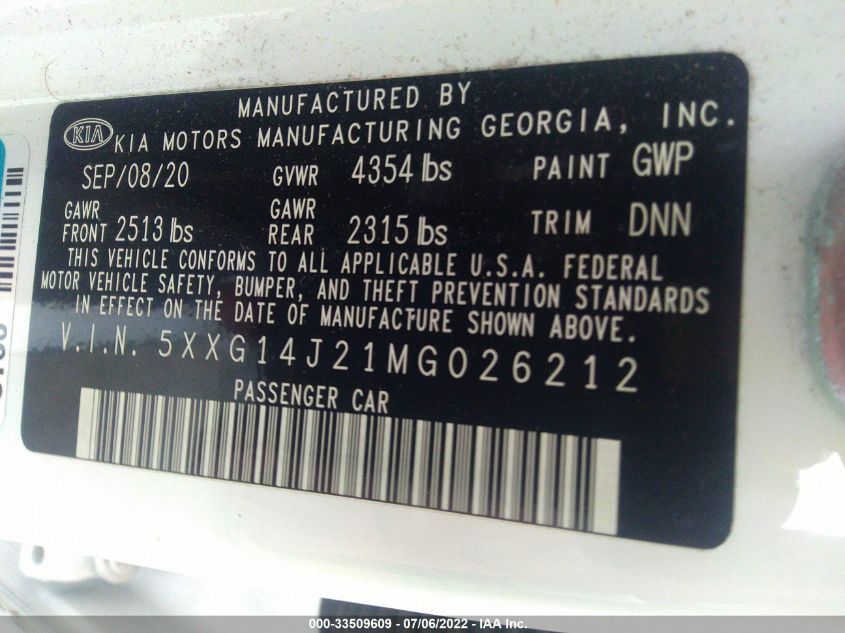 MANUFACTURED BY
KIA KIA MOTORS MANUFACTURING GEORGIA, INC.
SEP/08/20 GVWR 4354 lbs PAINT GWP
GAWR FRONT 2513 lbs GAWR REAR 2315 lbs TRIM DNN
THIS VEHICLE CONFORMS TO ALL APPLICABLE U.S.A. FEDERAL
MOTOR VEHICLE SAFETY, BUMPER, AND THEFT PREVENTION STANDARDS
IN EFFECT ON THE DATE OF MANUFACTURE SHOWN ABOVE.
V.I.N. 5XXG14J21MG026212
PASSENGER CAR
000-33509609 - 07/06/2022 - IAA Inc.